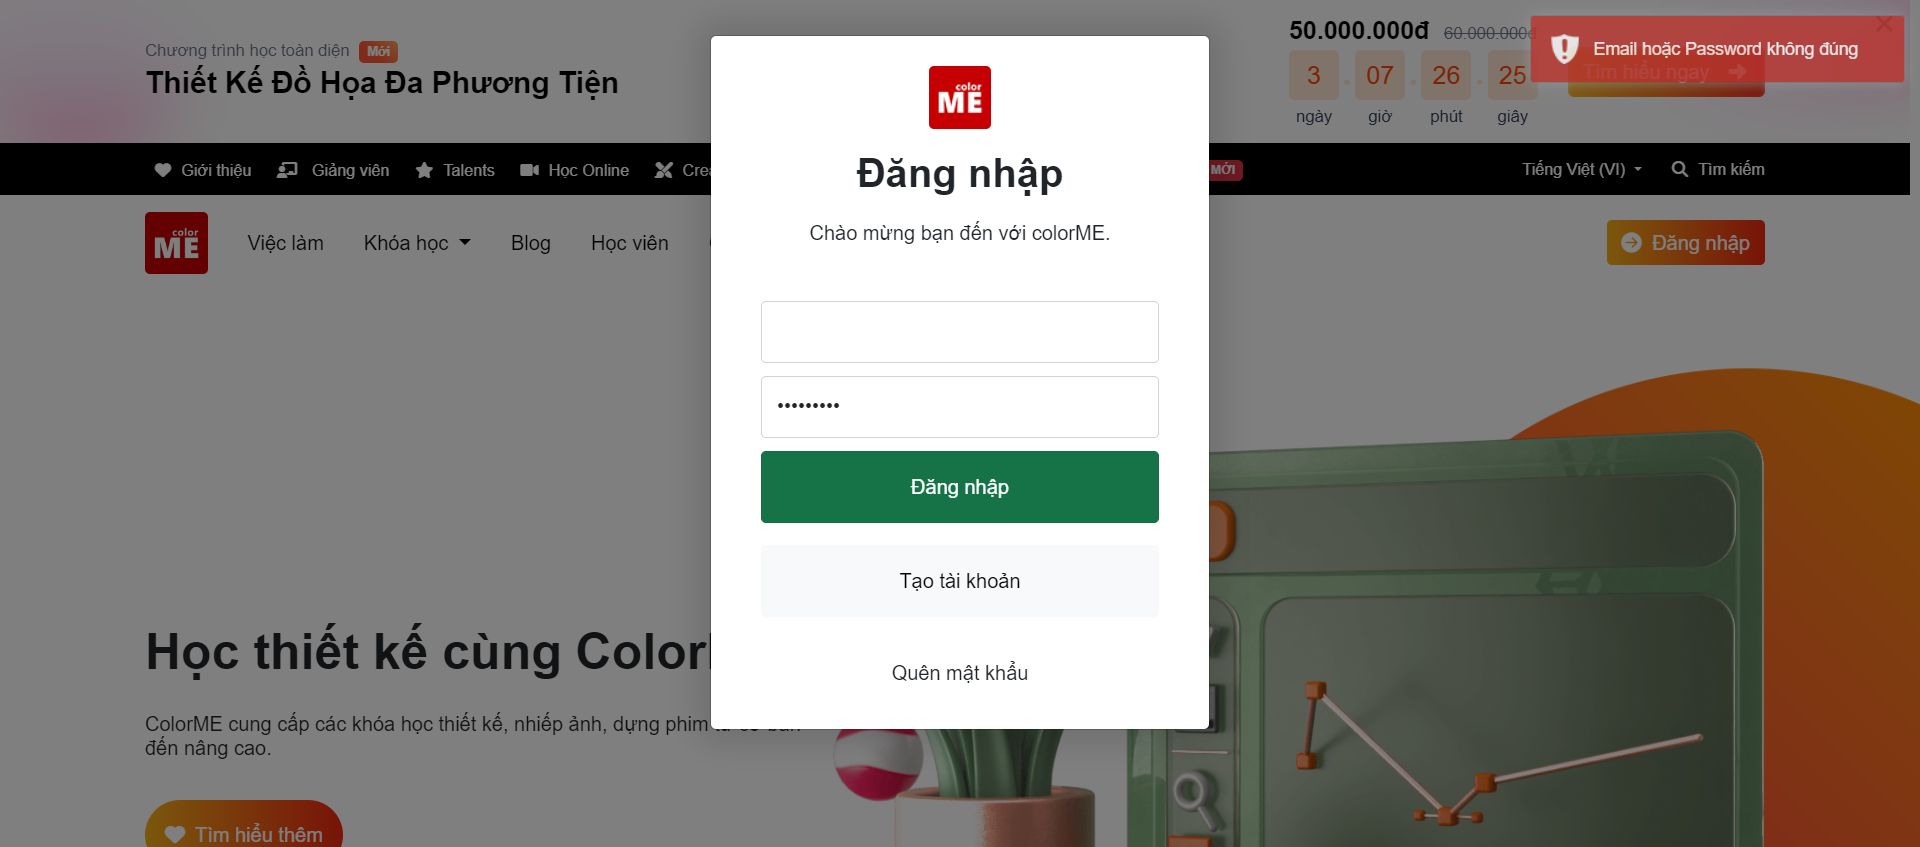 Chương trình học toàn diện Mới
Thiết Kế Đồ Họa Đa Phương Tiện
50.000.000đ 60.000.000đ
3 . 07 . 26 . 25
ngày giờ phút giây
Tìm hiểu ngay
Email hoặc Password không đúng
Giới thiệu Giảng viên Talents Học Online
MỚI
Tiếng Việt (VI) Tìm kiếm
color
ME
Việc làm Khóa học Blog Học viên
Đăng nhập
color
ME
Đăng nhập
Chào mừng bạn đến với colorME.
•••••••••
Đăng nhập
Tạo tài khoản
Quên mật khẩu
Học thiết kế cùng Color
ColorME cung cấp các khóa học thiết kế, nhiếp ảnh, dựng phim
đến nâng cao.
Tìm hiểu thêm